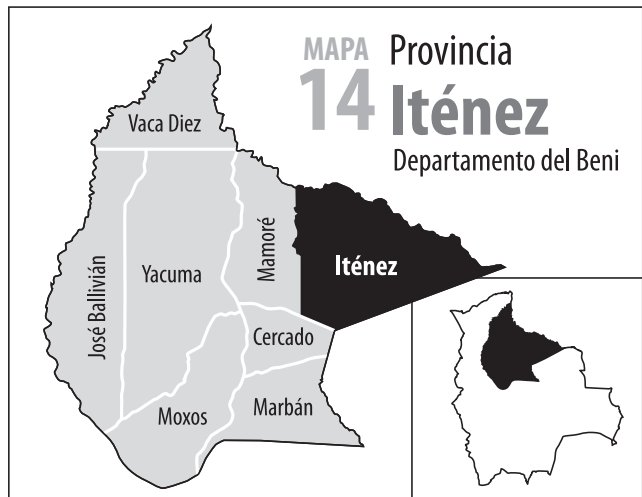 MAPA
14
Provincia
Iténez
Departamento del Beni
Vaca Diez
José Ballivián
Yacuma
Mamoré
Iténez
Cercado
Moxos
Marbán